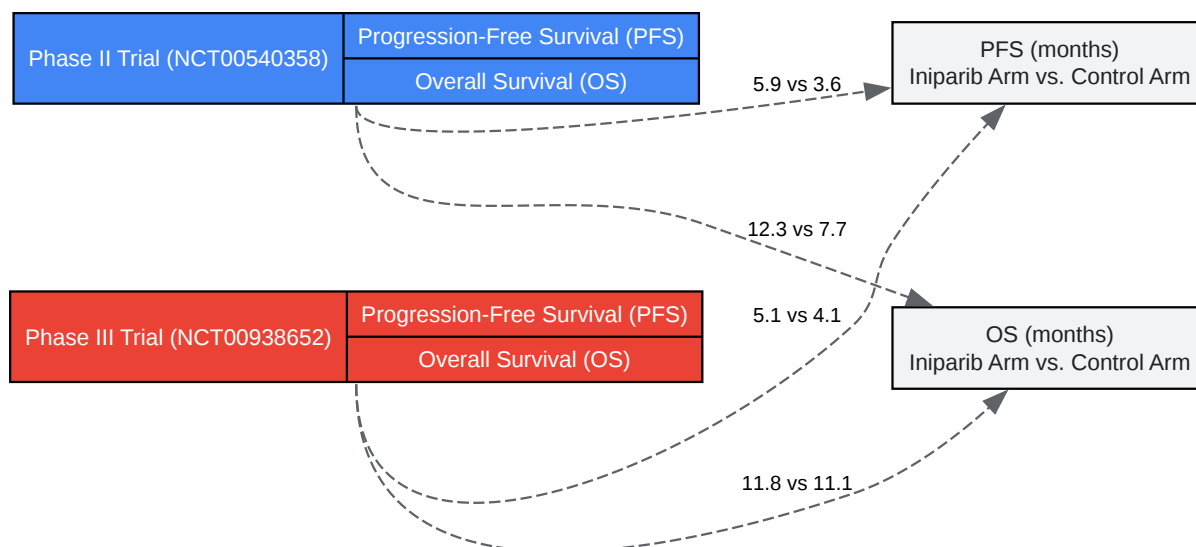 Phase II Trial (NCT00540358)
Progression-Free Survival (PFS)
Overall Survival (OS)
5.9 vs 3.6
PFS (months)
Iniparib Arm vs. Control Arm
12.3 vs 7.7
Phase III Trial (NCT00938652)
Progression-Free Survival (PFS)
Overall Survival (OS)
5.1 vs 4.1
OS (months)
Iniparib Arm vs. Control Arm
11.8 vs 11.1